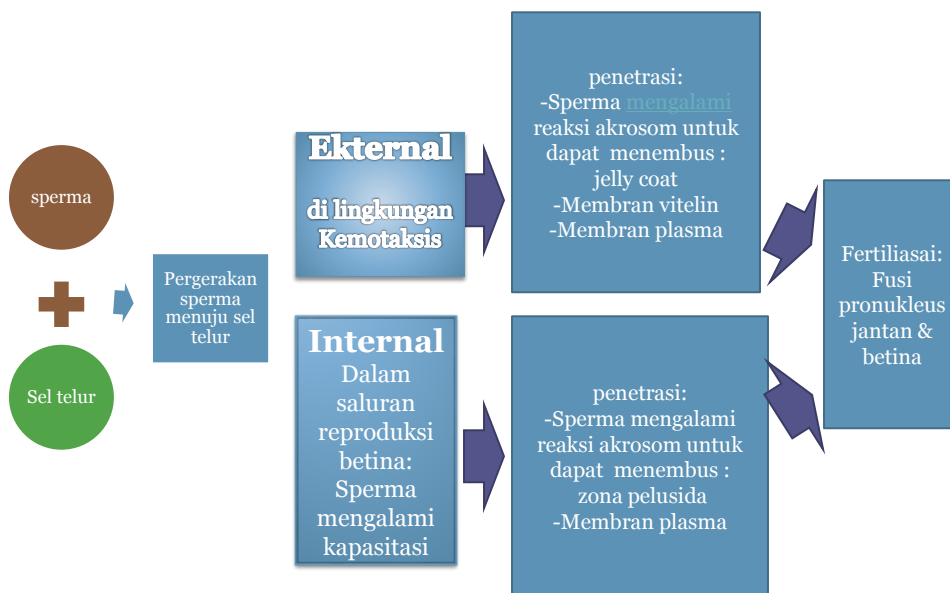 sperma
Sel telur
Pergerakan
sperma
menuju sel
telur
Ekternal
di lingkungan
Kemotaksis
penetrasi:
-Sperma mengalami
reaksi akrosom untuk
dapat menembus :
jelly coat
-Membran vitelin
-Membran plasma
Internal
Dalam
saluran
reproduksi
betina:
Sperma
mengalami
kapasitasi
penetrasi:
-Sperma mengalami
reaksi akrosom untuk
dapat menembus :
zona pelusida
-Membran plasma
Fertiliasai:
Fusi
pronukleus
jantan &
betina